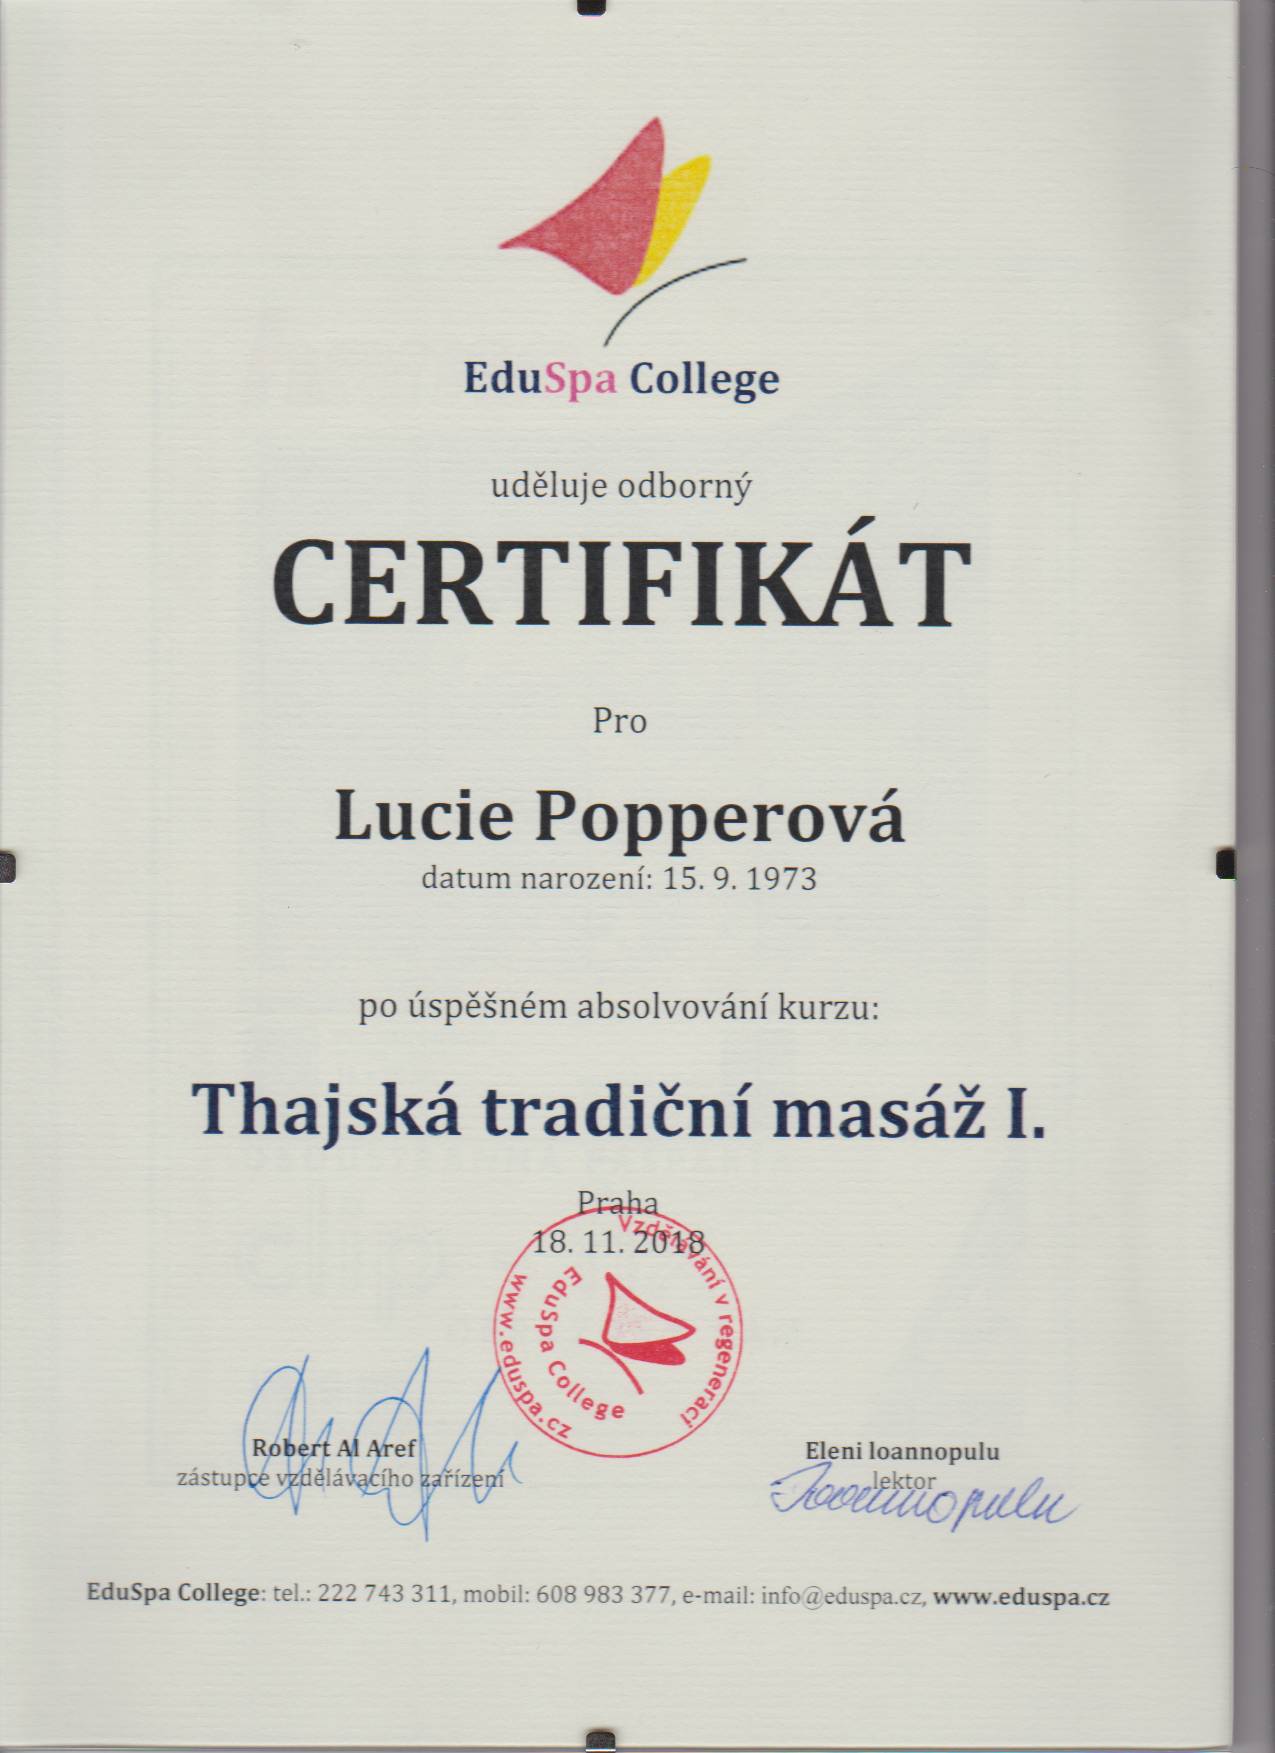 EduSpa College
uděluje odborný
CERTIFIKÁT
Pro
Lucie Popperová
datum narození: 15. 9. 1973
po úspěšném absolvování kurzu:
Thajská tradiční masáž I.
Praha
18. 11. 2018
Vzdělávání v regeneraci
EduSpa College
www.eduspa.cz
Robert Al Aref
zástupce vzdělávacího zařízení
Eleni Ioannopulu
lektor
Ioannopulu
EduSpa College: tel.: 222 743 311, mobil: 608 983 377, e-mail: info@eduspa.cz, www.eduspa.cz